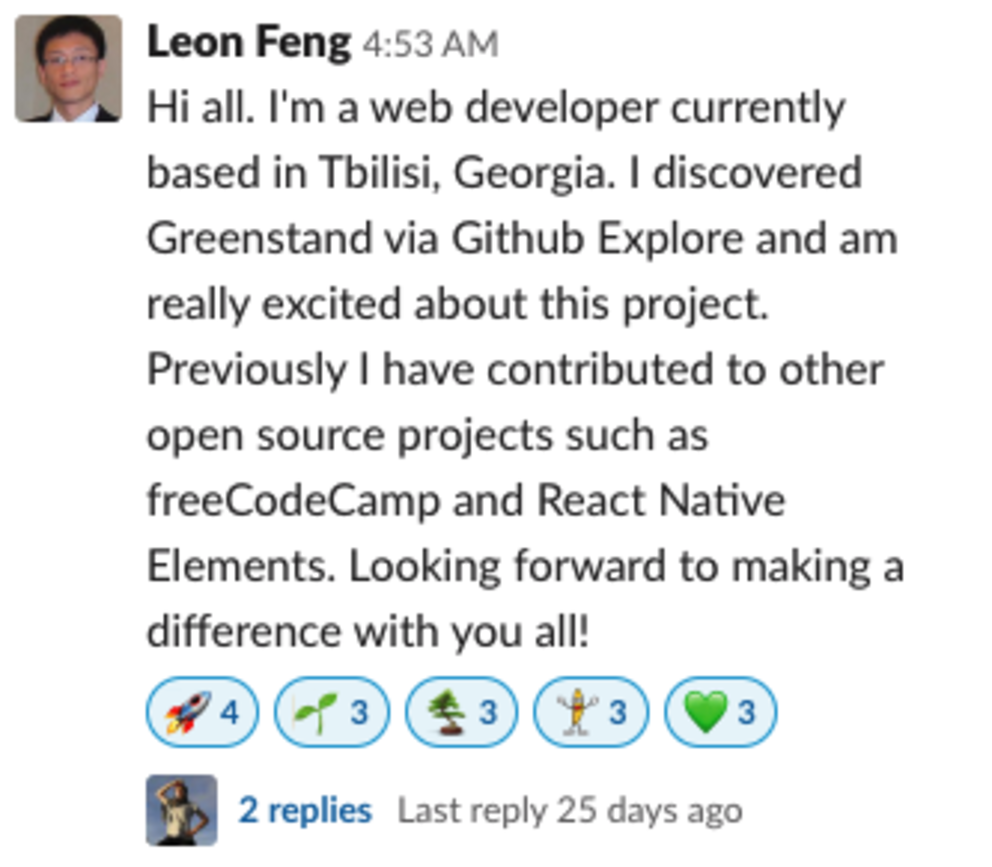 Leon Feng 4:53 AM
Hi all. I'm a web developer currently
based in Tbilisi, Georgia. I discovered
Greenstand via Github Explore and am
really excited about this project.
Previously I have contributed to other
open source projects such as
freeCodeCamp and React Native
Elements. Looking forward to making a
difference with you all!
4 3 3 3 3
2 replies Last reply 25 days ago